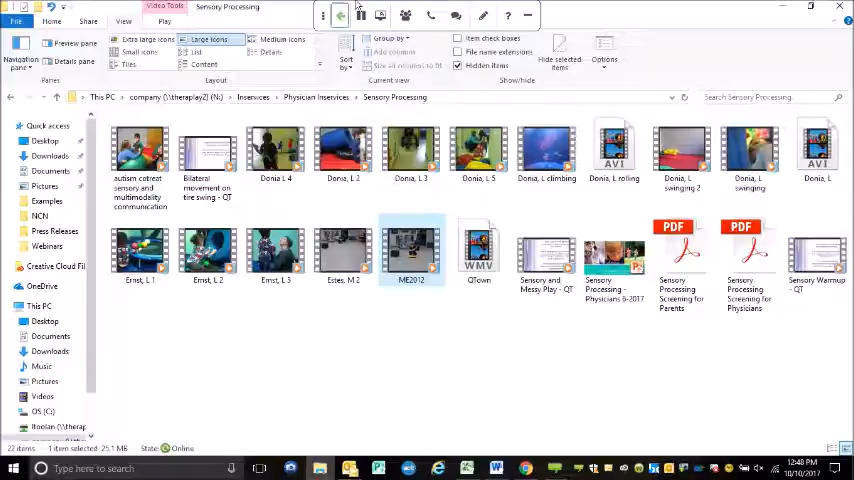 Video Tools
Sensory Processing
File
Home
Share
View
Play
Navigation pane
Preview pane
Details pane
Panes
Extra large icons
Large icons
Medium icons
Small icons
List
Details
Tiles
Content
Layout
Sort by
Group by
Add columns
Size all columns to fit
Current view
Item check boxes
File name extensions
Hidden items
Hide selected items
Options
Show/hide
This PC > company (\\theraplay2) (N:) > Inservices > Physician Inservices > Sensory Processing
Search Sensory Processing
Quick access
Desktop
Downloads
Documents
Pictures
Examples
NCN
Press Releases
Webinars
Creative Cloud Fil
OneDrive
This PC
Desktop
Documents
Downloads
Music
Pictures
Videos
OS (C:)
ltoolan (\\thera
autism cotreat
sensory and
multimodality
communication
Bilateral
movement on
tire swing - QT
Donia L 4
Donia, L 2
Donia, L 3
Donia, L 5
Donia, L climbing
AVI
Donia, L rolling
Donia, L
swinging 2
Donia, L
swinging
AVI
Donia, L
Ernst, L 1
Ernst, L 2
Ernst, L 3
Estes, M 2
ME2012
WMV
QTown
Sensory and
Messy Play - QT
Sensory
Processing -
Physicians 6-2017
PDF
Sensory
Processing
Screening for
Parents
PDF
Sensory
Processing
Screening for
Physicians
Sensory Warmup
- QT
22 items
1 item selected 25.1 MB
State: Online
Type here to search
12:48 PM
10/10/2017